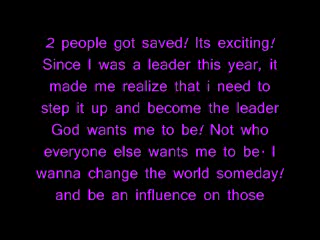 2 people got saved! Its exciting!
Since I was a leader this year, it
made me realize that i need to
step it up and become the leader
God wants me to be! Not who
everyone else wants me to be. I
wanna change the world someday!
and be an influence on those